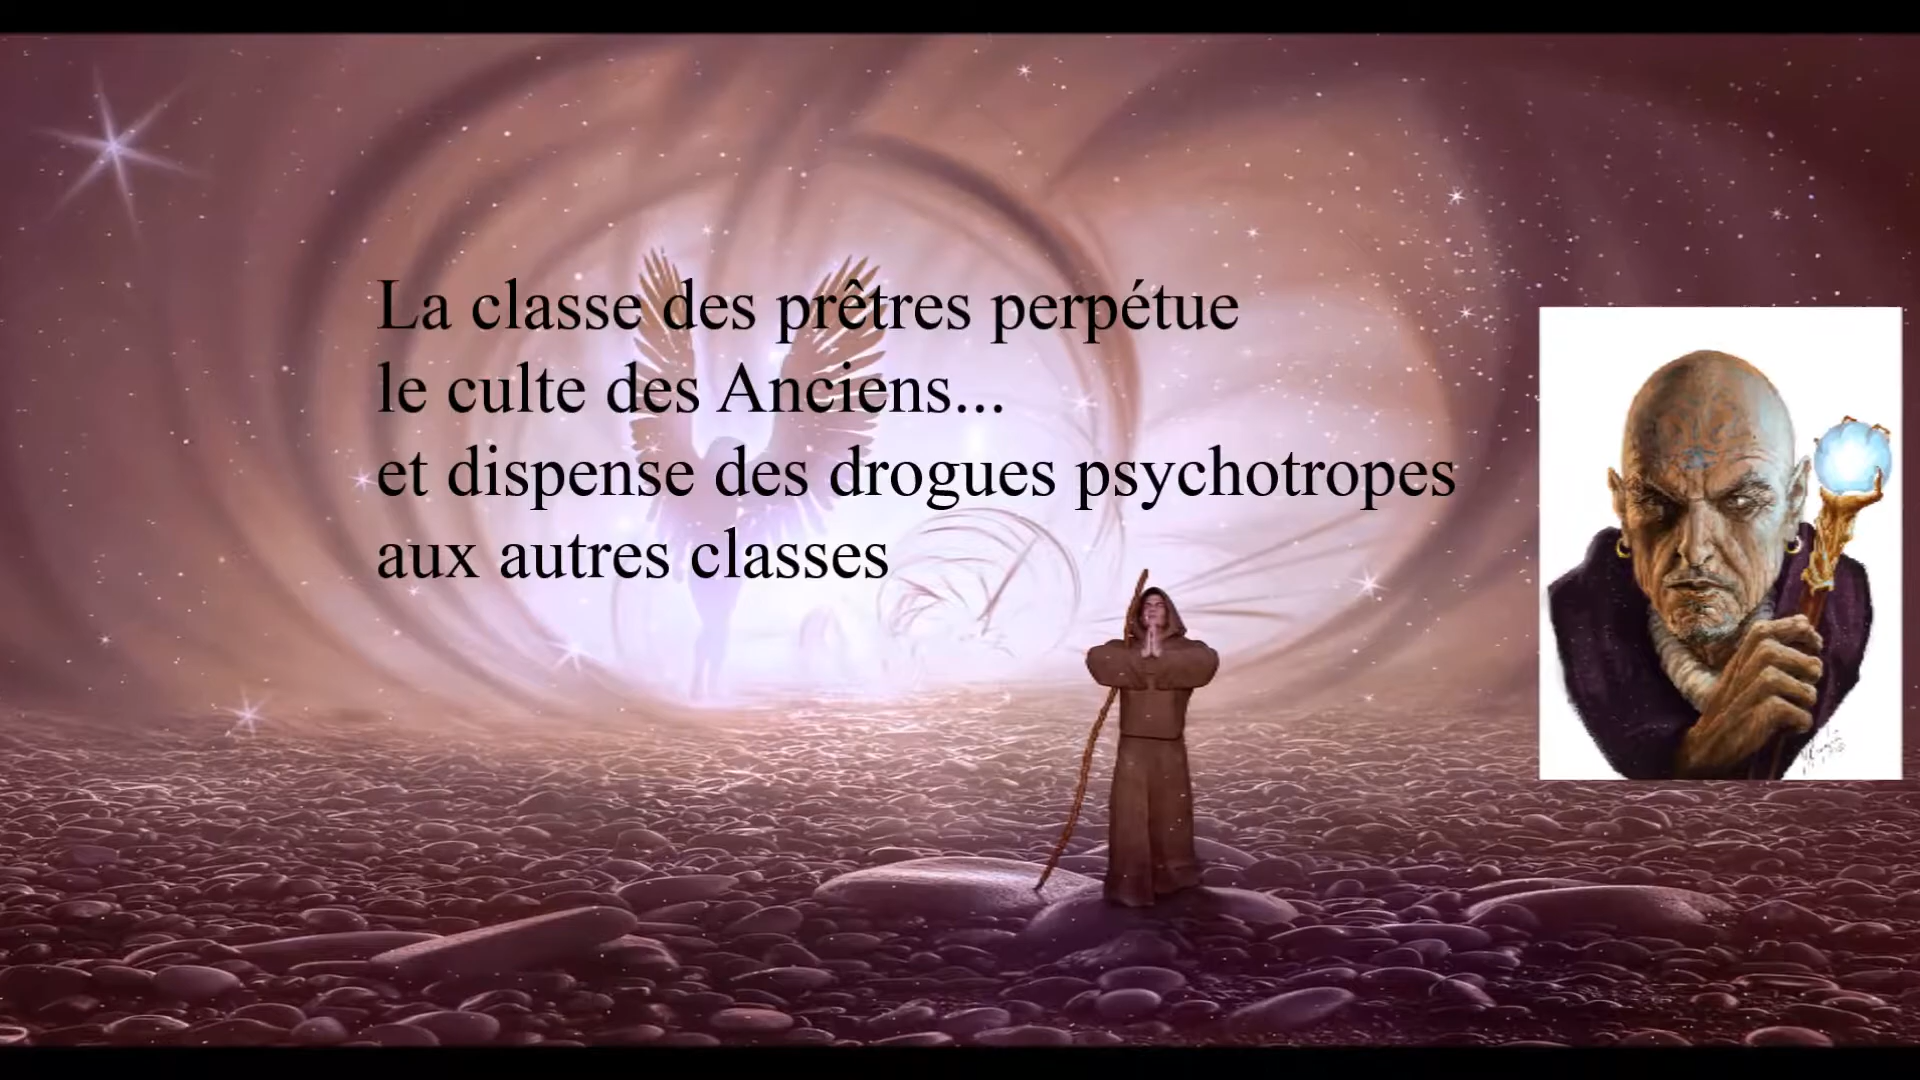 La classe des prêtres perpétue
le culte des Anciens...
et dispense des drogues psychotropes
aux autres classes